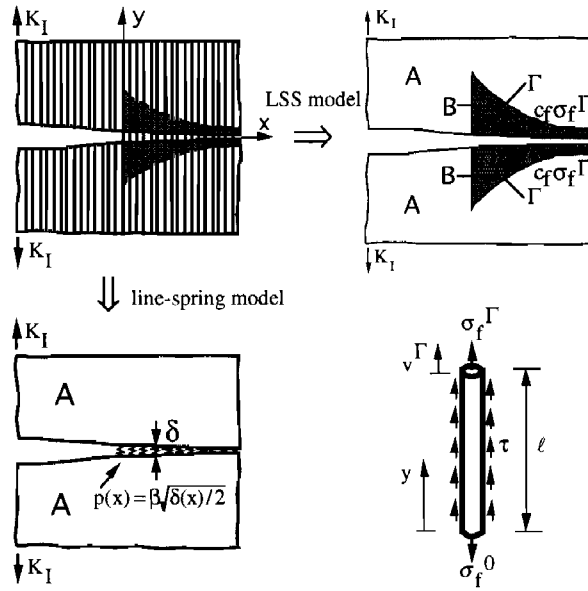 K_I y
x
K_I
LSS model
⇒
K_I
A Γ
B c_fσ_f^Γ
B c_fσ_f^Γ
A Γ
K_I
⇓ line-spring model
K_I
A
δ
p(x)=β√δ(x)/2
A
K_I
σ_f^Γ
v^Γ
τ ℓ
y
σ_f^0